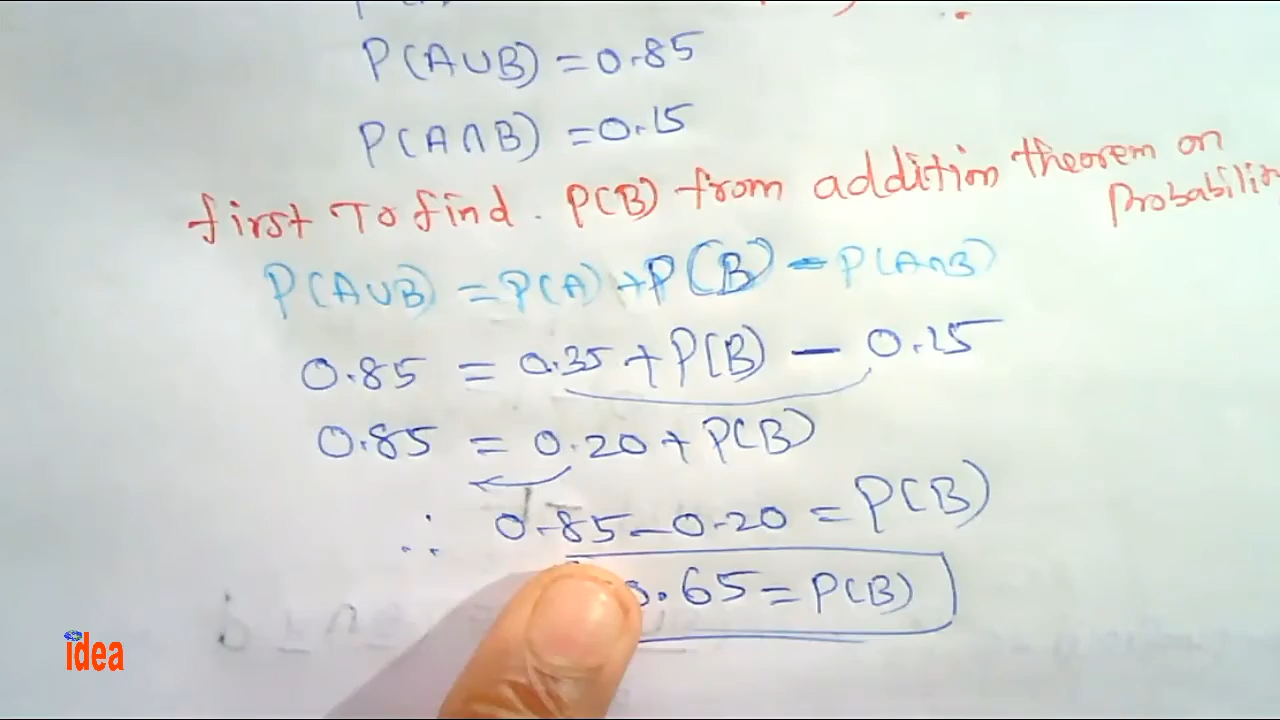 P(A∪B) = 0.85
P(A∩B) = 0.15
first To find. P(B) from addition theorem on
P(A∪B) = P(A) + P(B) - P(A∩B)
0.85 = 0.35 + P(B) - 0.15
0.85 = 0.20 + P(B)
∴ 0.85 - 0.20 = P(B)
0.65 = P(B)
idea